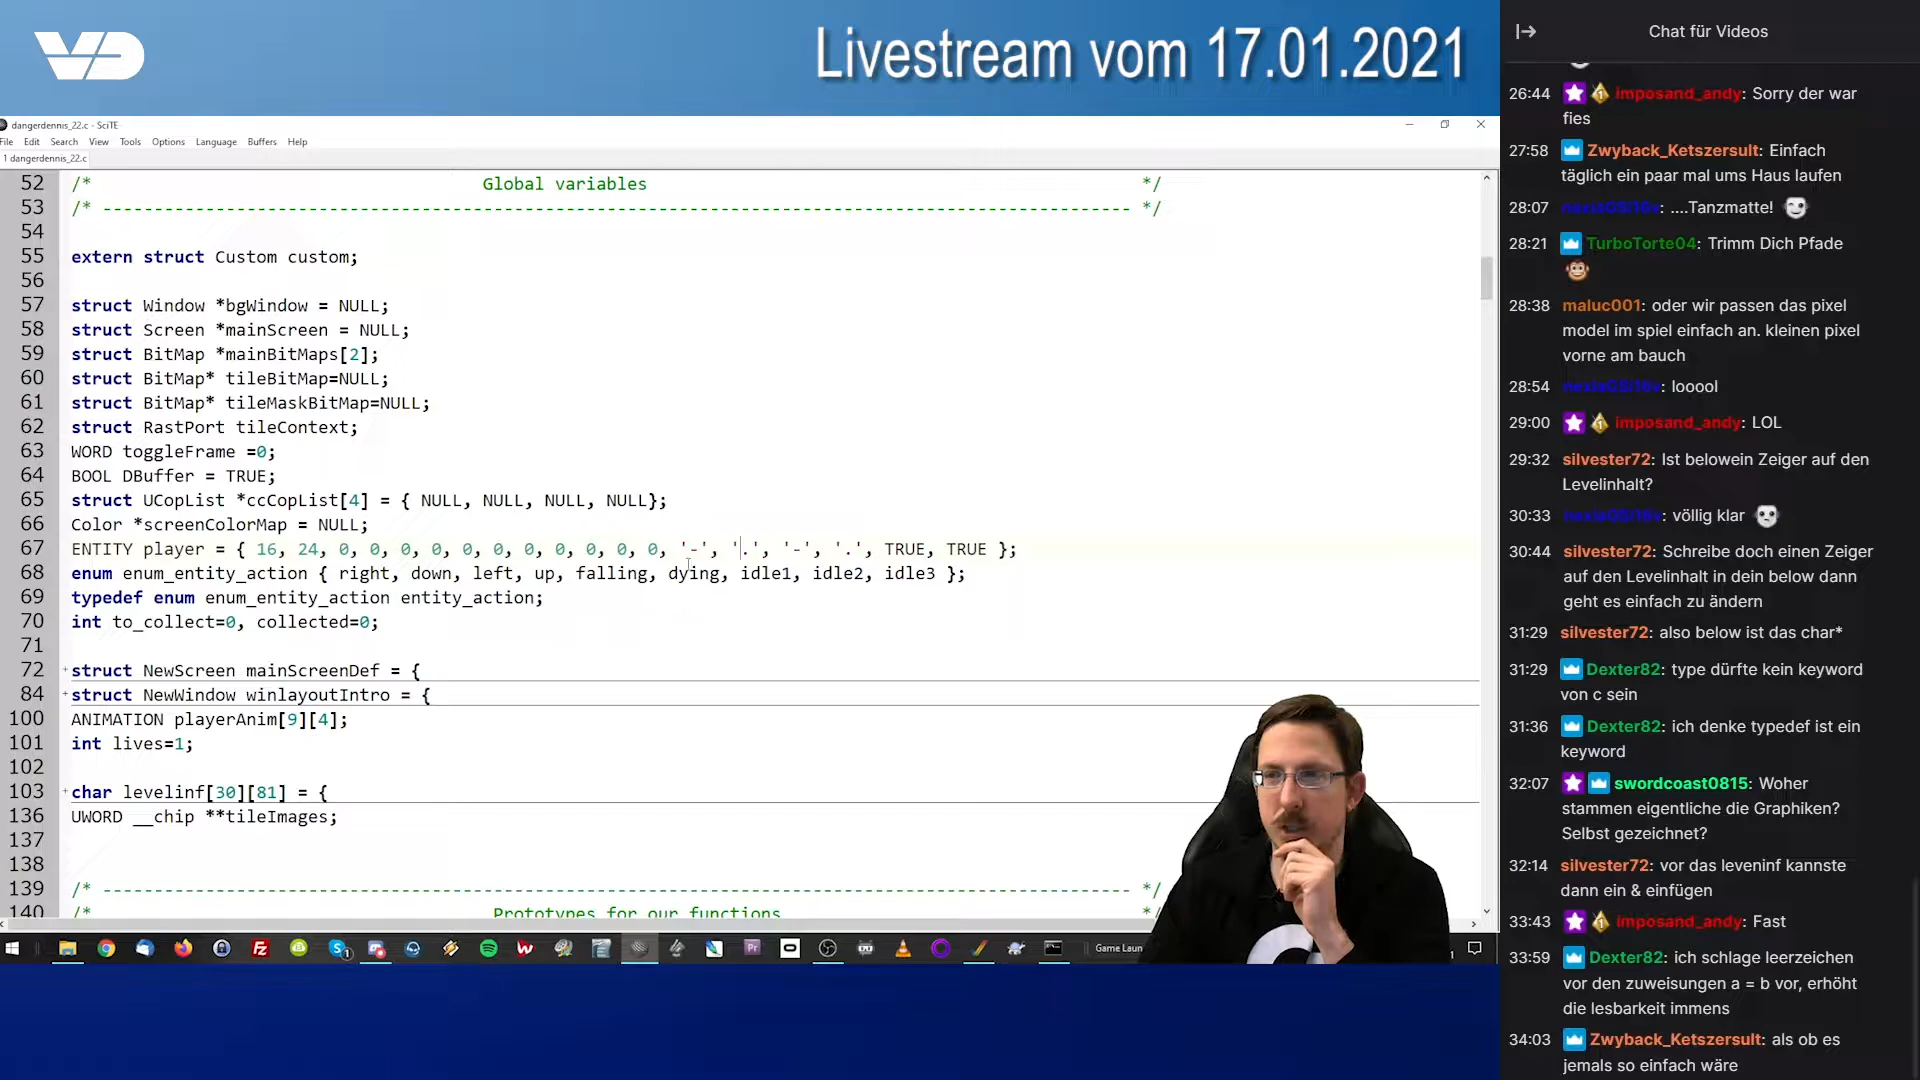 VD
Livestream vom 17.01.2021
dangerdennis_22.c - SciTE
File Edit Search View Tools Options Language Buffers Help
1 dangerdennis_22.c
52 /* Global variables */
53 /* ---------------------------------------------------------------------------------------------------- */
54
55 extern struct Custom custom;
56
57 struct Window *bgWindow = NULL;
58 struct Screen *mainScreen = NULL;
59 struct BitMap *mainBitMaps[2];
60 struct BitMap* tileBitMap=NULL;
61 struct BitMap* tileMaskBitMap=NULL;
62 struct RastPort tileContext;
63 WORD toggleFrame =0;
64 BOOL DBuffer = TRUE;
65 struct UCopList *ccCopList[4] = { NULL, NULL, NULL, NULL};
66 Color *screenColorMap = NULL;
67 ENTITY player = { 16, 24, 0, 0, 0, 0, 0, 0, 0, 0, 0, 0, 0, '-', '.', '-', '.', TRUE, TRUE };
68 enum enum_entity_action { right, down, left, up, falling, dying, idle1, idle2, idle3 };
69 typedef enum enum_entity_action entity_action;
70 int to_collect=0, collected=0;
71
72 +struct NewScreen mainScreenDef = {
84 +struct NewWindow winlayoutIntro = {
100 ANIMATION playerAnim[9][4];
101 int lives=1;
102
103 +char levelinf[30][81] = {
136 UWORD __chip **tileImages;
137
138
139 /* ---------------------------------------------------------------------------------------------------- */
140 /* Prototypes for our functions */
Game Laun
Chat für Videos
26:44 imposand_andy: Sorry der war
fies
27:58 Zwyback_Ketszersult: Einfach
täglich ein paar mal ums Haus laufen
28:07 : ....Tanzmatte!
28:21 TurboTorte04: Trimm Dich Pfade
28:38 maluc001: oder wir passen das pixel
model im spiel einfach an. kleinen pixel
vorne am bauch
28:54 : looool
29:00 imposand_andy: LOL
29:32 silvester72: Ist belowein Zeiger auf den
Levelinhalt?
30:33 : völlig klar
30:44 silvester72: Schreibe doch einen Zeiger
auf den Levelinhalt in dein below dann
geht es einfach zu ändern
31:29 silvester72: also below ist das char*
31:29 Dexter82: type dürfte kein keyword
von c sein
31:36 Dexter82: ich denke typedef ist ein
keyword
32:07 swordcoast0815: Woher
stammen eigentliche die Graphiken?
Selbst gezeichnet?
32:14 silvester72: vor das leveninf kannste
dann ein & einfügen
33:43 imposand_andy: Fast
33:59 Dexter82: ich schlage leerzeichen
vor den zuweisungen a = b vor, erhöht
die lesbarkeit immens
34:03 Zwyback_Ketszersult: als ob es
jemals so einfach wäre